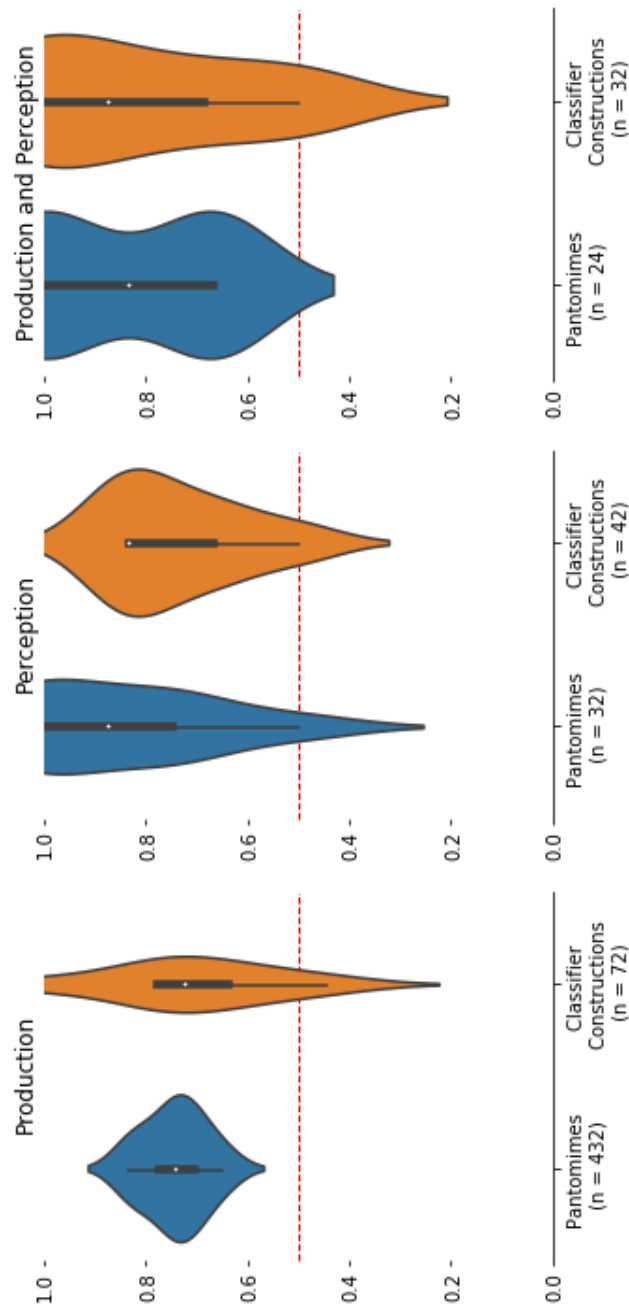 Production
1.0
0.8
0.6
0.4
0.2
0.0
Pantomimes
(n = 432)
Classifier
Constructions
(n = 72)
Perception
1.0
0.8
0.6
0.4
0.2
0.0
Pantomimes
(n = 32)
Classifier
Constructions
(n = 42)
Production and Perception
1.0
0.8
0.6
0.4
0.2
0.0
Pantomimes
(n = 24)
Classifier
Constructions
(n = 32)